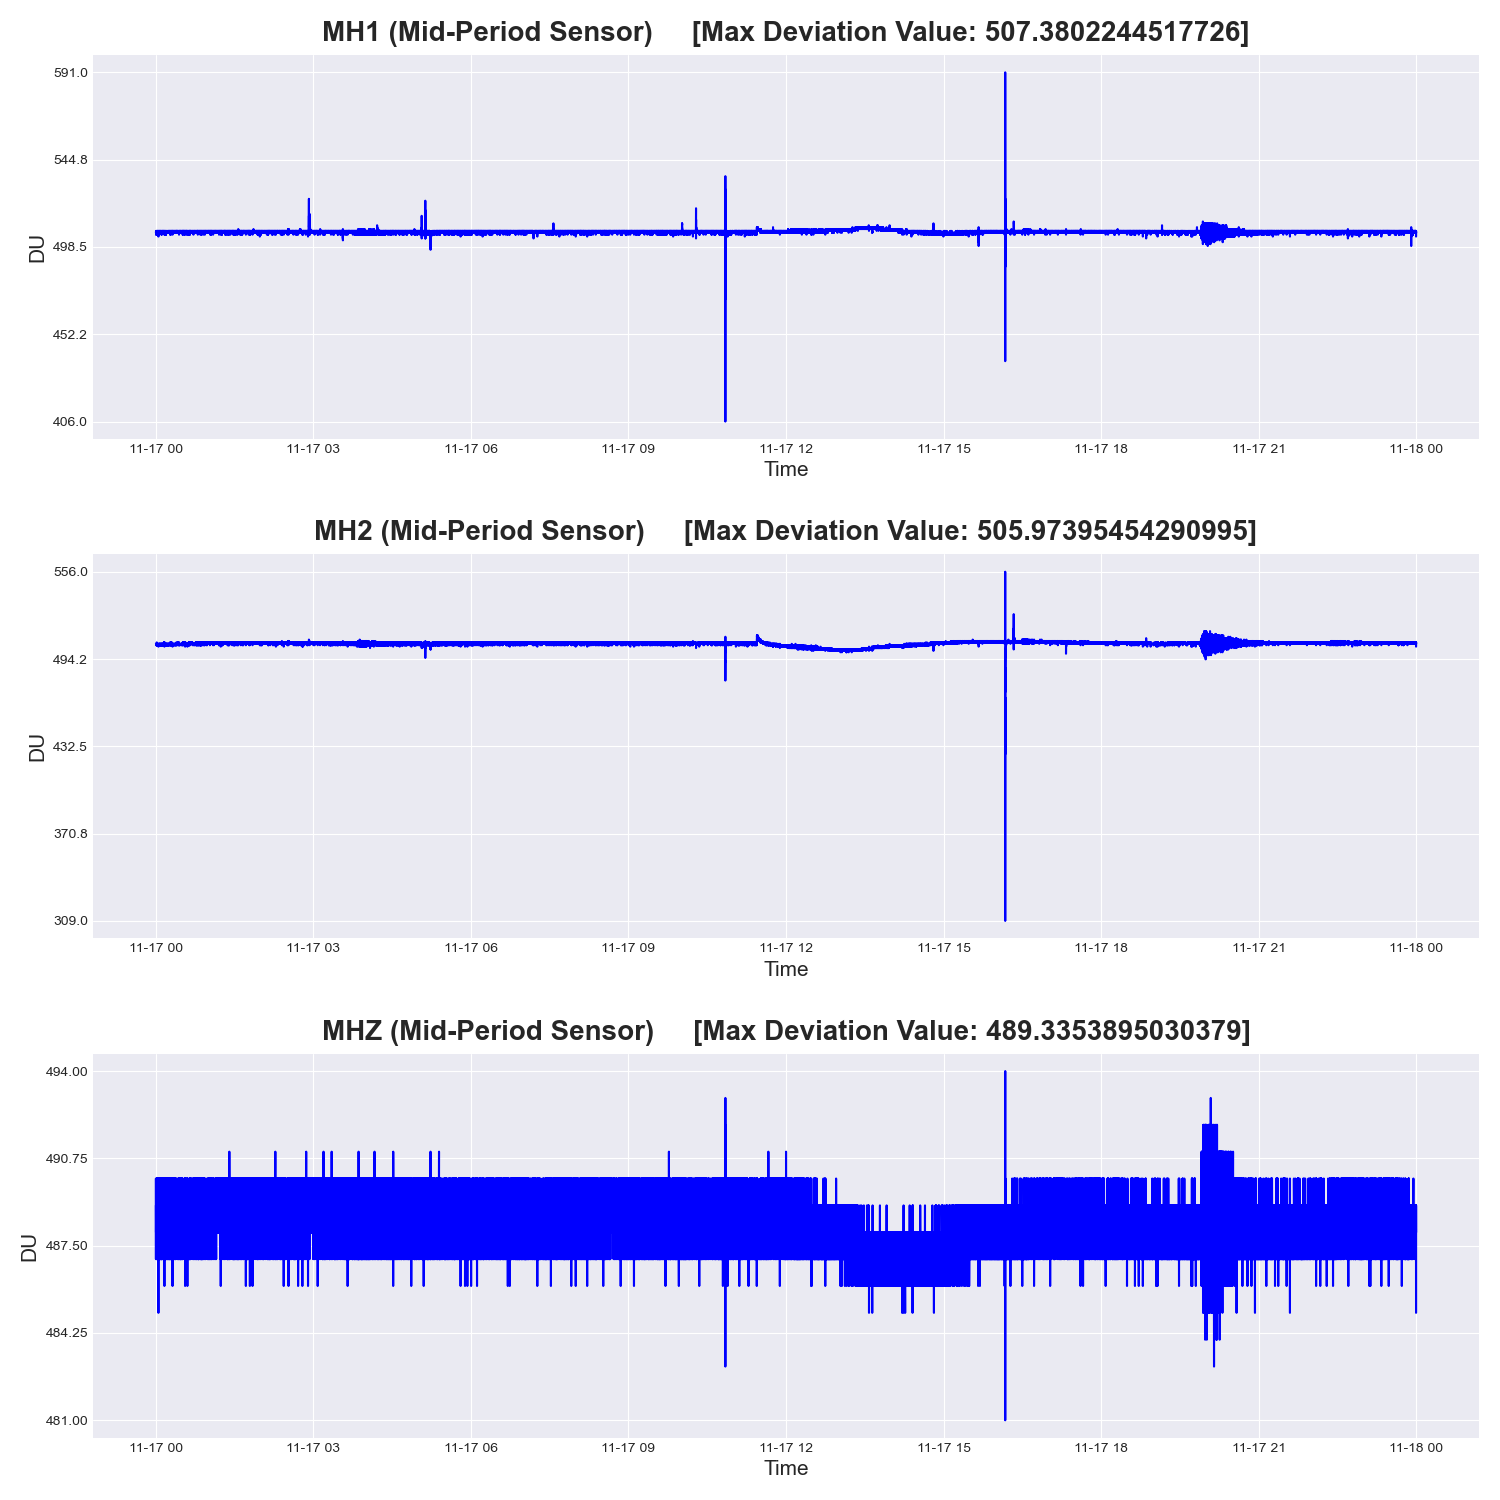 MH1 (Mid-Period Sensor) [Max Deviation Value: 507.3802244517726]
591.0
544.8
498.5
452.2
406.0
DU
11-17 00 11-17 03 11-17 06 11-17 09 11-17 12 11-17 15 11-17 18 11-17 21 11-18 00
Time
MH2 (Mid-Period Sensor) [Max Deviation Value: 505.97395454290995]
556.0
494.2
432.5
370.8
309.0
DU
11-17 00 11-17 03 11-17 06 11-17 09 11-17 12 11-17 15 11-17 18 11-17 21 11-18 00
Time
MHZ (Mid-Period Sensor) [Max Deviation Value: 489.3353895030379]
494.00
490.75
487.50
484.25
481.00
DU
11-17 00 11-17 03 11-17 06 11-17 09 11-17 12 11-17 15 11-17 18 11-17 21 11-18 00
Time